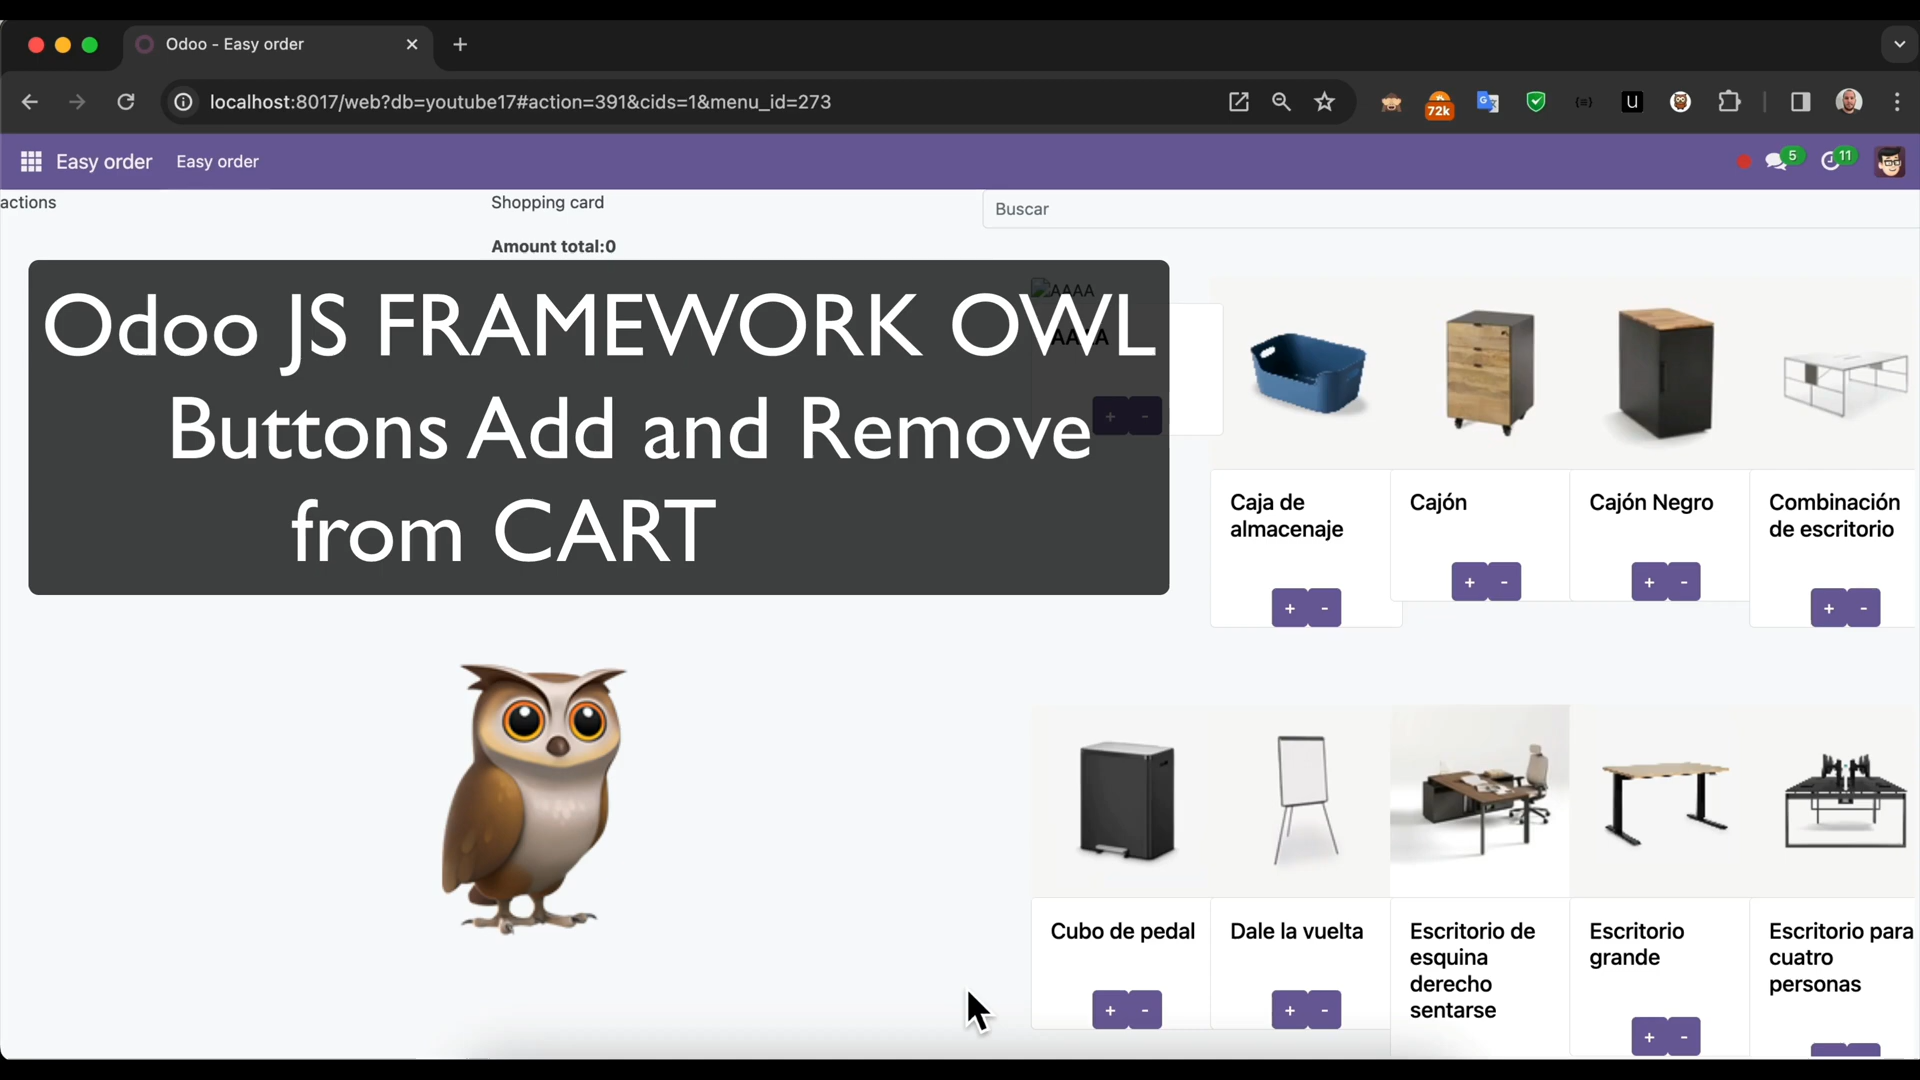 Odoo - Easy order
localhost:8017/web?db=youtube17#action=391&cids=1&menu_id=273
72k
U
Easy order
Easy order
5
11
actions
Shopping card
Buscar
Amount total:0
AAAA
AAAA
+ -
Odoo JS FRAMEWORK OWL
Buttons Add and Remove
from CART
Caja de
almacenaje
+ -
Cajón
+ -
Cajón Negro
+ -
Combinación
de escritorio
+ -
Cubo de pedal
+ -
Dale la vuelta
+ -
Escritorio de
esquina
derecho
sentarse
Escritorio
grande
+ -
Escritorio para
cuatro
personas